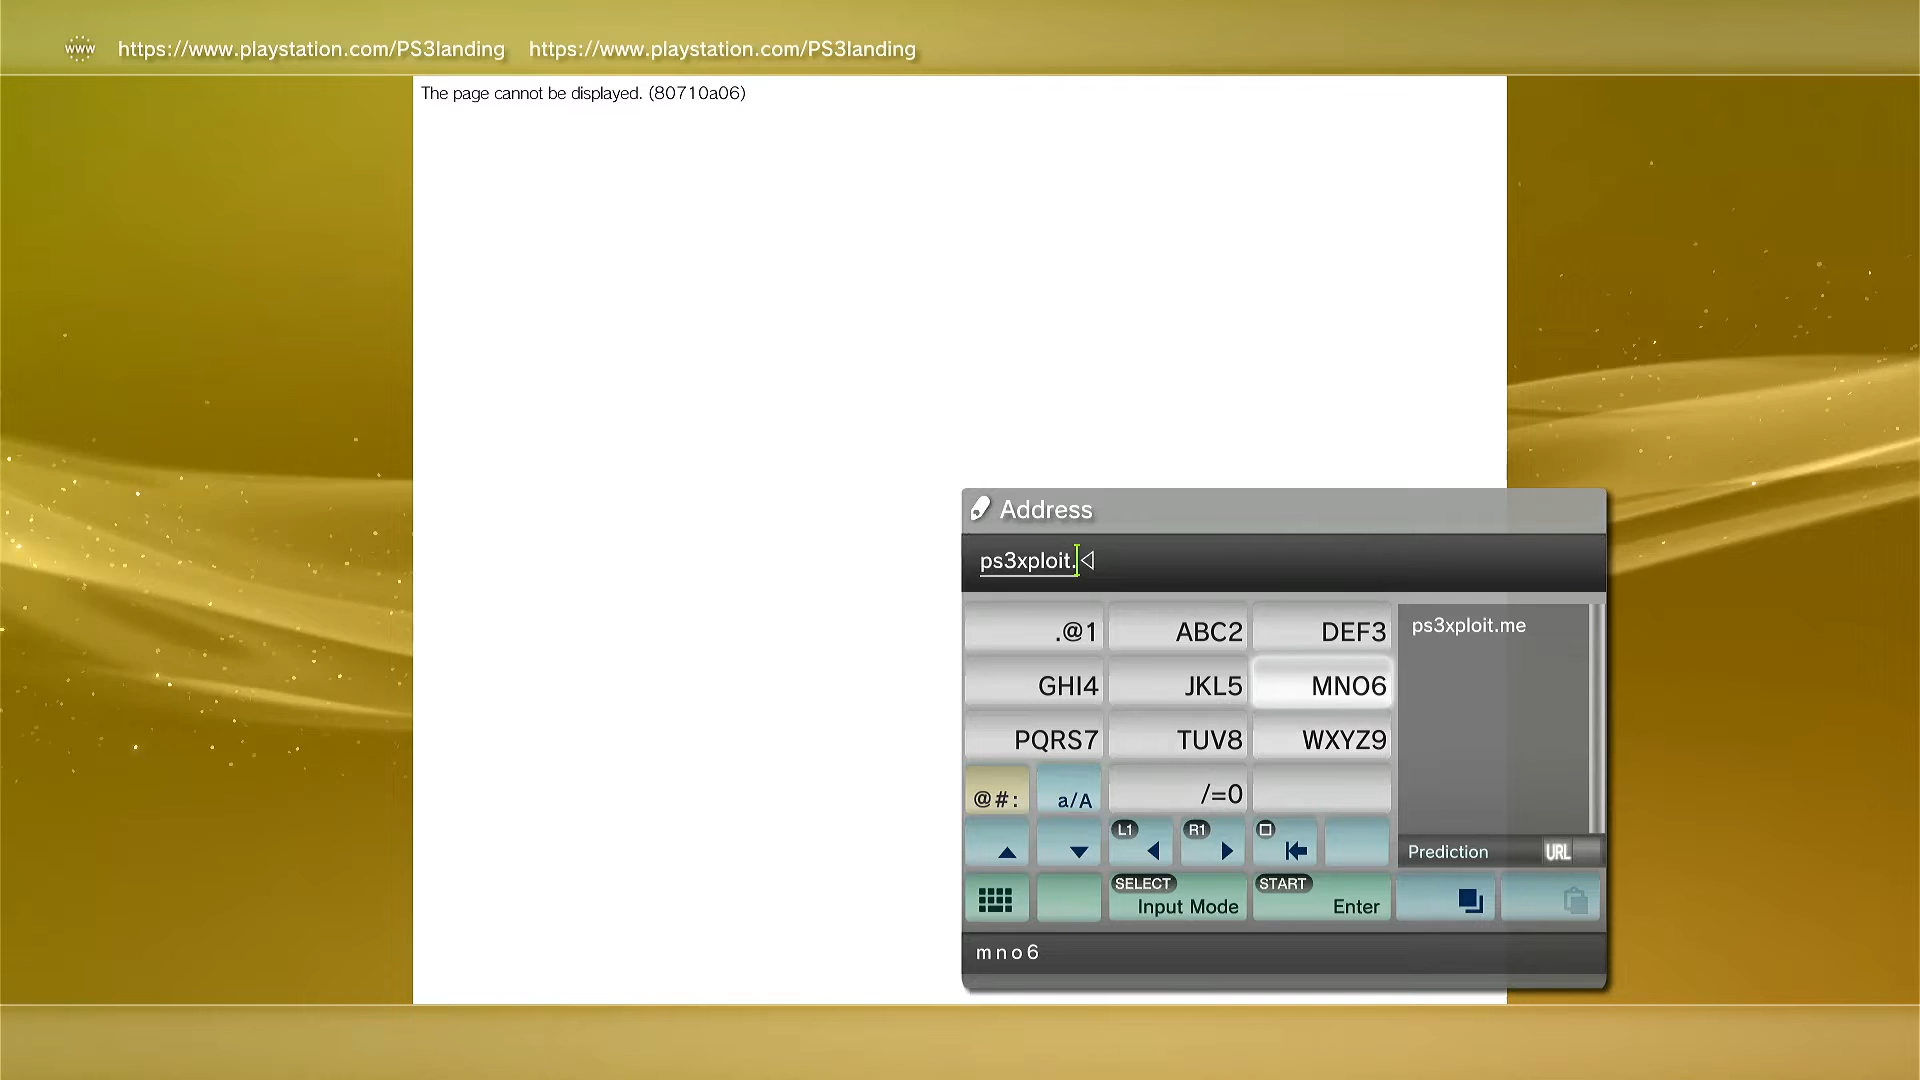 www https://www.playstation.com/PS3landing https://www.playstation.com/PS3landing
The page cannot be displayed. (80710a06)
Address
ps3xploit.
.@1 ABC2 DEF3 ps3xploit.me
GHI4 JKL5 MNO6
PQRS7 TUV8 WXYZ9
@#: a/A /=0
L1 R1
Prediction URL
SELECT START
Input Mode Enter
m n o 6